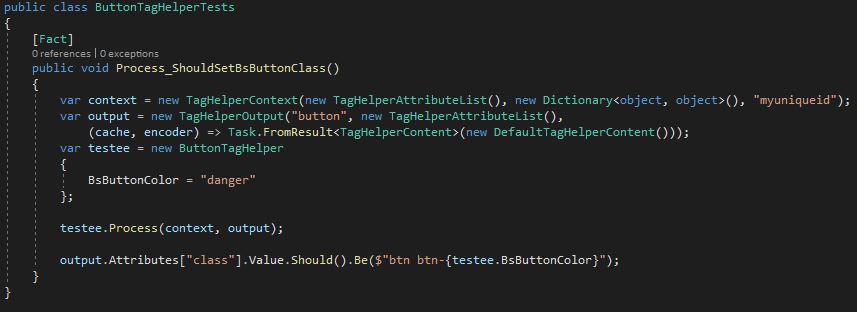 public class ButtonTagHelperTests
{
[Fact]
0 references | 0 exceptions
public void Process_ShouldSetBsButtonClass()
{
var context = new TagHelperContext(new TagHelperAttributeList(), new Dictionary<object, object>(), "myuniqueid");
var output = new TagHelperOutput("button", new TagHelperAttributeList(),
(cache, encoder) => Task.FromResult<TagHelperContent>(new DefaultTagHelperContent()));
var testee = new ButtonTagHelper
{
BsButtonColor = "danger"
};
testee.Process(context, output);
output.Attributes["class"].Value.Should().Be($"btn btn-{testee.BsButtonColor}");
}
}